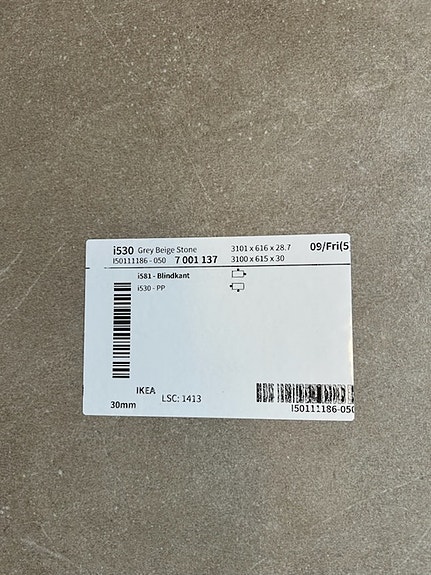 i530 Grey Beige Stone 3101 x 616 x 28.7 09/Fri(5
I50111186 - 050 7 001 137 3100 x 615 x 30
i581 - Blindkant
i530 - PP
IKEA
30mm LSC: 1413
I50111186-050